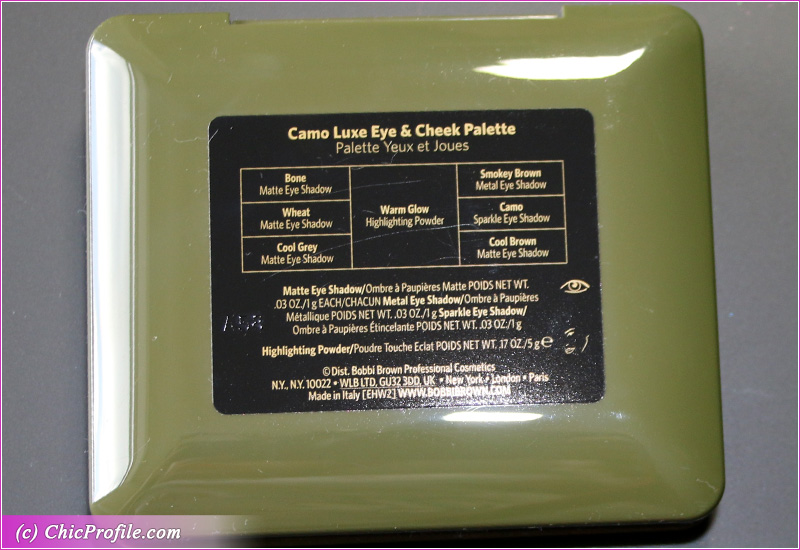 Camo Luxe Eye & Cheek Palette
Palette Yeux et Joues
Bone
Matte Eye Shadow
Wheat
Matte Eye Shadow
Cool Grey
Matte Eye Shadow
Warm Glow
Highlighting Powder
Smokey Brown
Metal Eye Shadow
Camo
Sparkle Eye Shadow
Cool Brown
Matte Eye Shadow
Matte Eye Shadow/Ombre à Paupières Matte POIDS NET WT.
.03 OZ./1 g EACH/CHACUN Metal Eye Shadow/Ombre à Paupières
Métallique POIDS NET WT. .03 OZ./1 g Sparkle Eye Shadow/
Ombre à Paupières Étincelante POIDS NET WT. .03 OZ./1 g
Highlighting Powder/Poudre Touche Eclat POIDS NET WT. .17 OZ./5 g℮
© Dist. Bobbi Brown Professional Cosmetics
N.Y., N.Y. 10022 • WLB LTD. GU32 3DD. UK • New York • London • Paris
Made in Italy [EHW2] WWW.BOBBIBROWN.COM
(c) ChicProfile.com